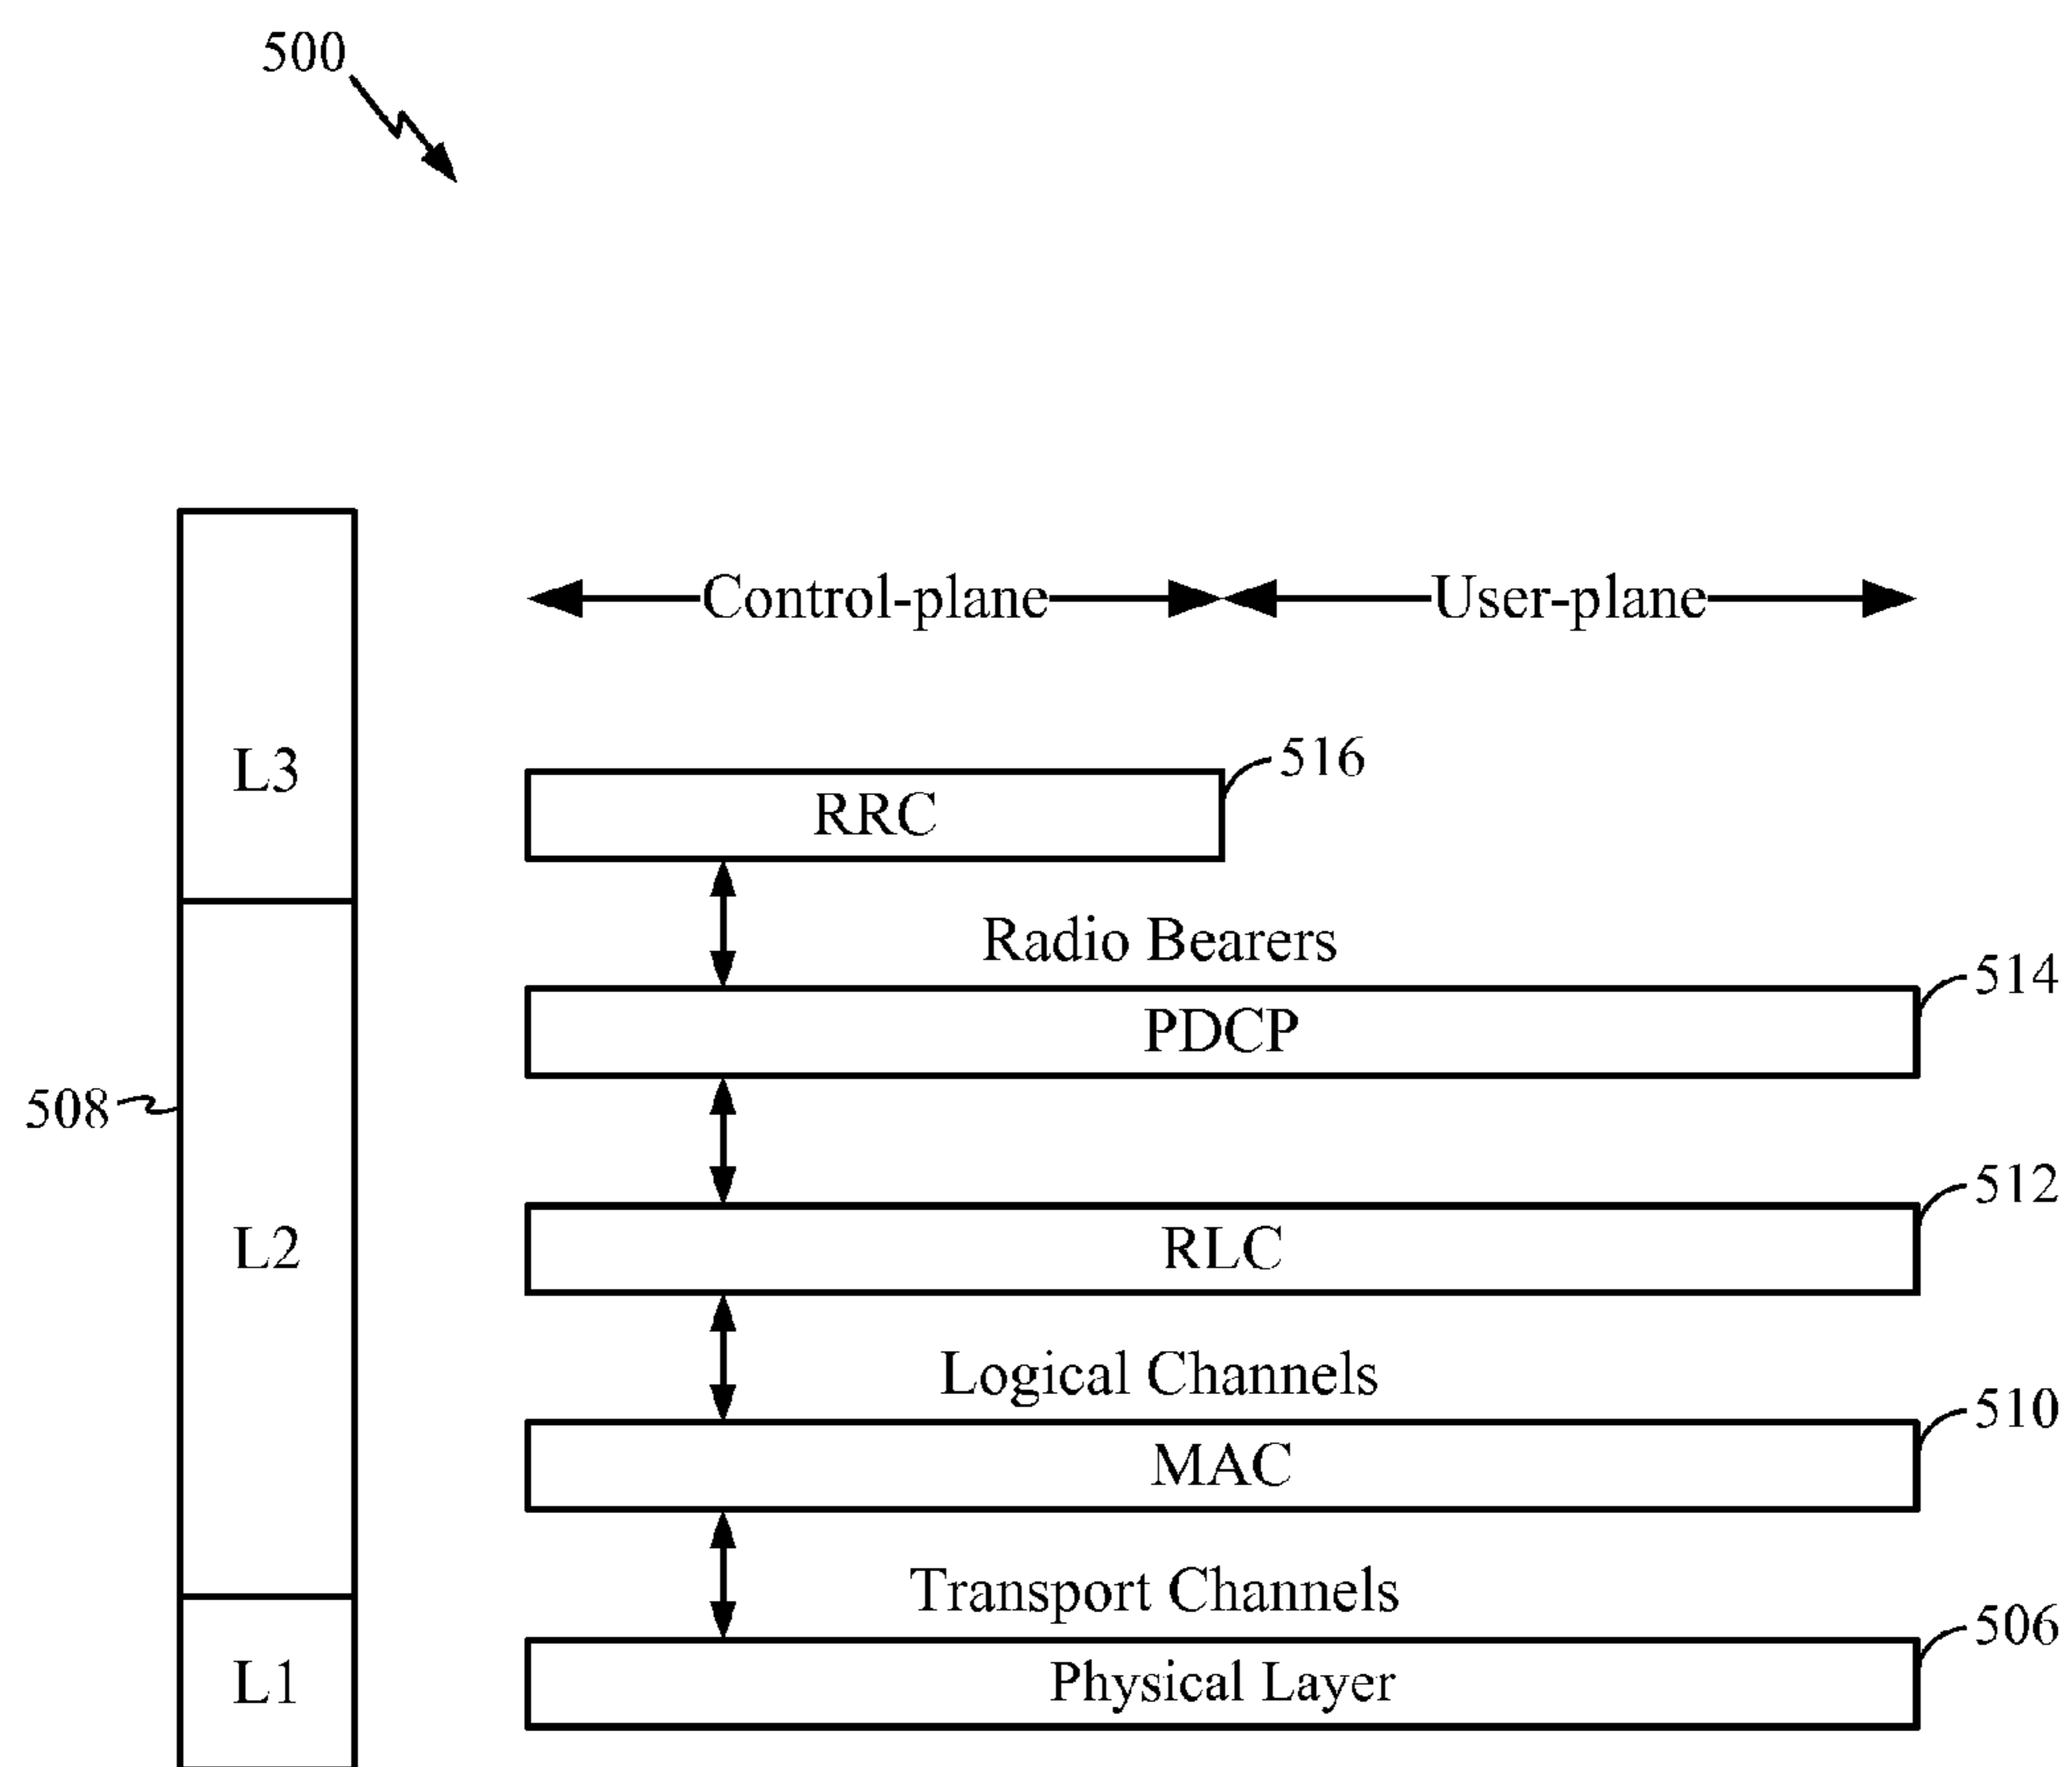 500
Control-plane User-plane
L3
516
RRC
Radio Bearers
514
PDCP
508
512
L2
RLC
Logical Channels
510
MAC
Transport Channels
506
L1
Physical Layer